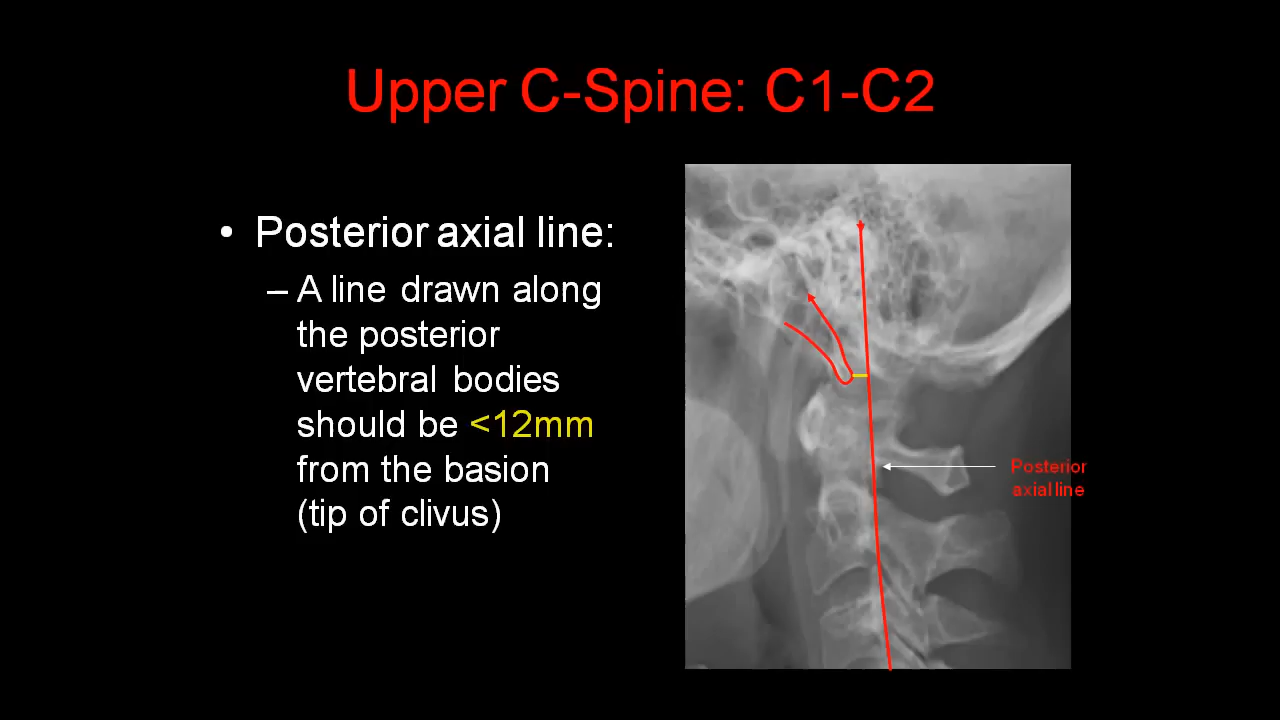 Upper C-Spine: C1-C2
• Posterior axial line:
– A line drawn along
the posterior
vertebral bodies
should be <12mm
from the basion
(tip of clivus)
Posterior
axial line